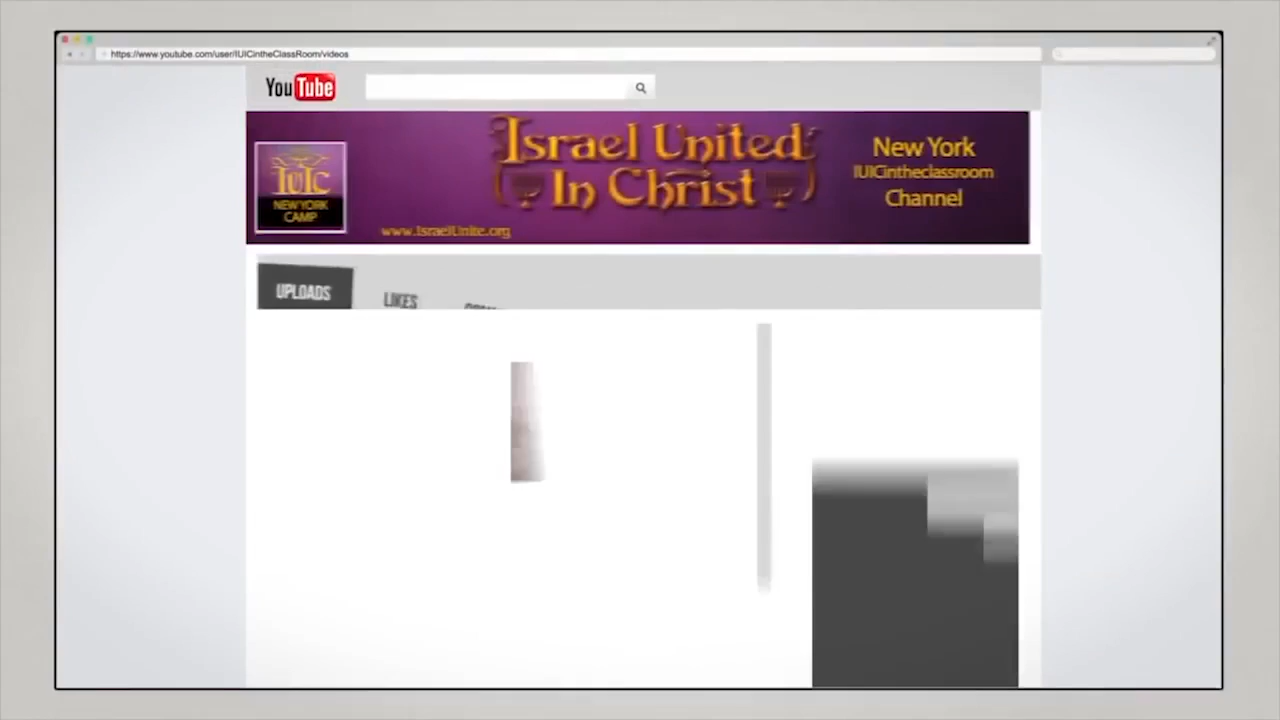 https://www.youtube.com/user/IUICintheClassRoom/videos
YouTube
IUIC
NEW YORK
CAMP
Israel United
In Christ
www.IsraelUnite.org
New York
IUICintheclassroom
Channel
UPLOADS
LIKES